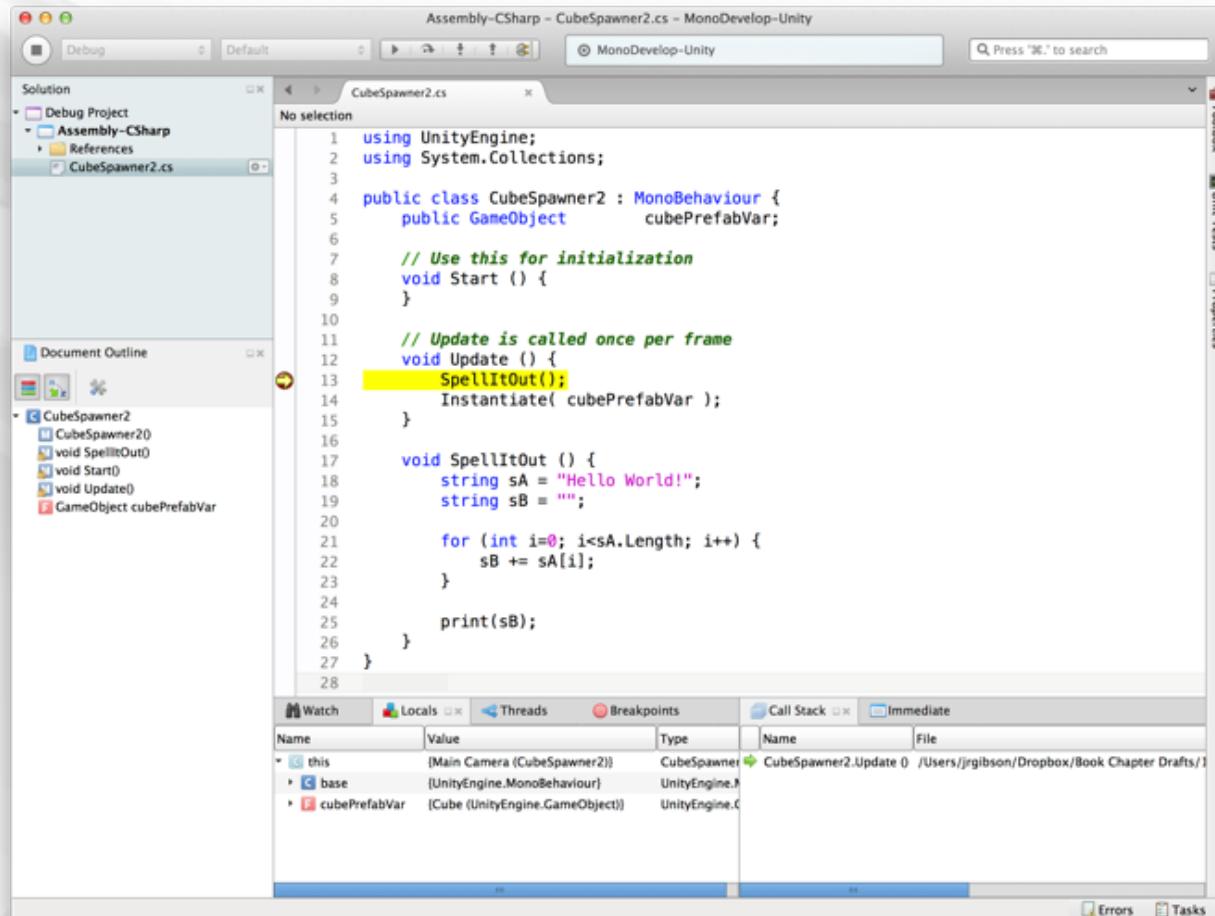 Assembly-CSharp – CubeSpawner2.cs – MonoDevelop-Unity
Debug Default MonoDevelop-Unity Press "⌘." to search
Solution
Debug Project
Assembly-CSharp
References
CubeSpawner2.cs
Document Outline
CubeSpawner2
CubeSpawner2()
void SpellItOut()
void Start()
void Update()
GameObject cubePrefabVar
CubeSpawner2.cs
No selection
1 using UnityEngine;
2 using System.Collections;
3
4 public class CubeSpawner2 : MonoBehaviour {
5 public GameObject cubePrefabVar;
6
7 // Use this for initialization
8 void Start () {
9 }
10
11 // Update is called once per frame
12 void Update () {
13 SpellItOut();
14 Instantiate( cubePrefabVar );
15 }
16
17 void SpellItOut () {
18 string sA = "Hello World!";
19 string sB = "";
20
21 for (int i=0; i<sA.Length; i++) {
22 sB += sA[i];
23 }
24
25 print(sB);
26 }
27 }
28
Watch Locals Threads Breakpoints
Name Value Type
this {Main Camera (CubeSpawner2)} CubeSpawner
base {UnityEngine.MonoBehaviour} UnityEngine.
cubePrefabVar {Cube (UnityEngine.GameObject)} UnityEngine.
Call Stack Immediate
Name File
CubeSpawner2.Update () /Users/jrgibson/Dropbox/Book Chapter Drafts/
Errors Tasks